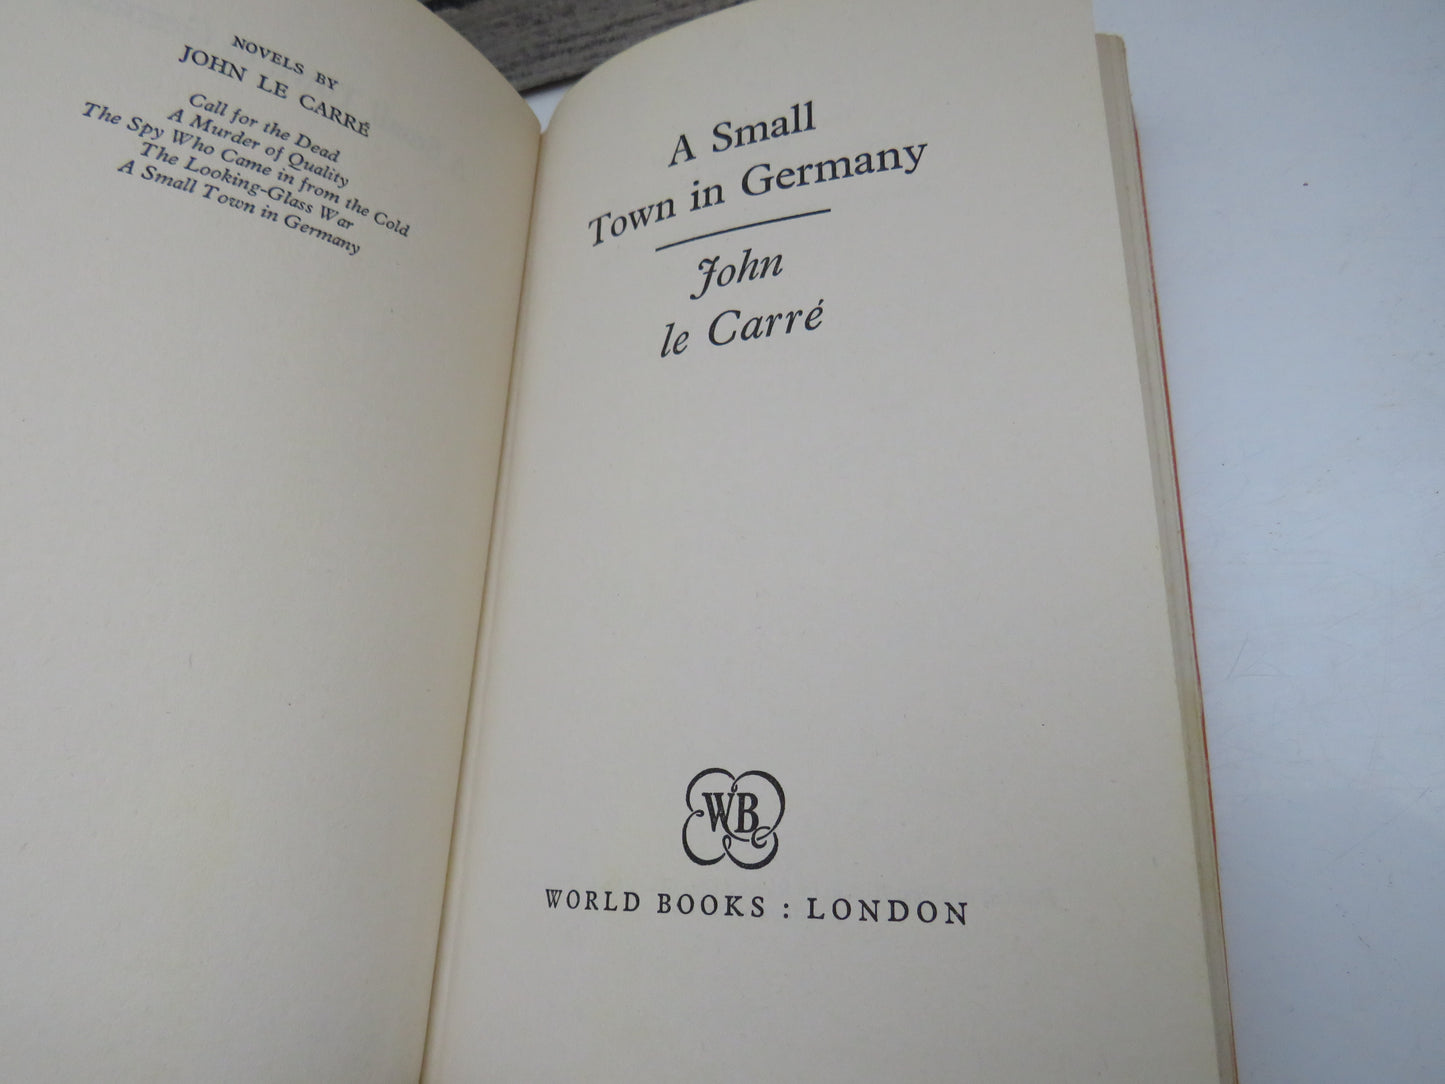 NOVELS BY
JOHN LE CARRÉ
Call for the Dead
A Murder of Quality
The Spy Who Came in from the Cold
The Looking-Glass War
A Small Town in Germany
A Small
Town in Germany
John
le Carré
WB
WORLD BOOKS : LONDON